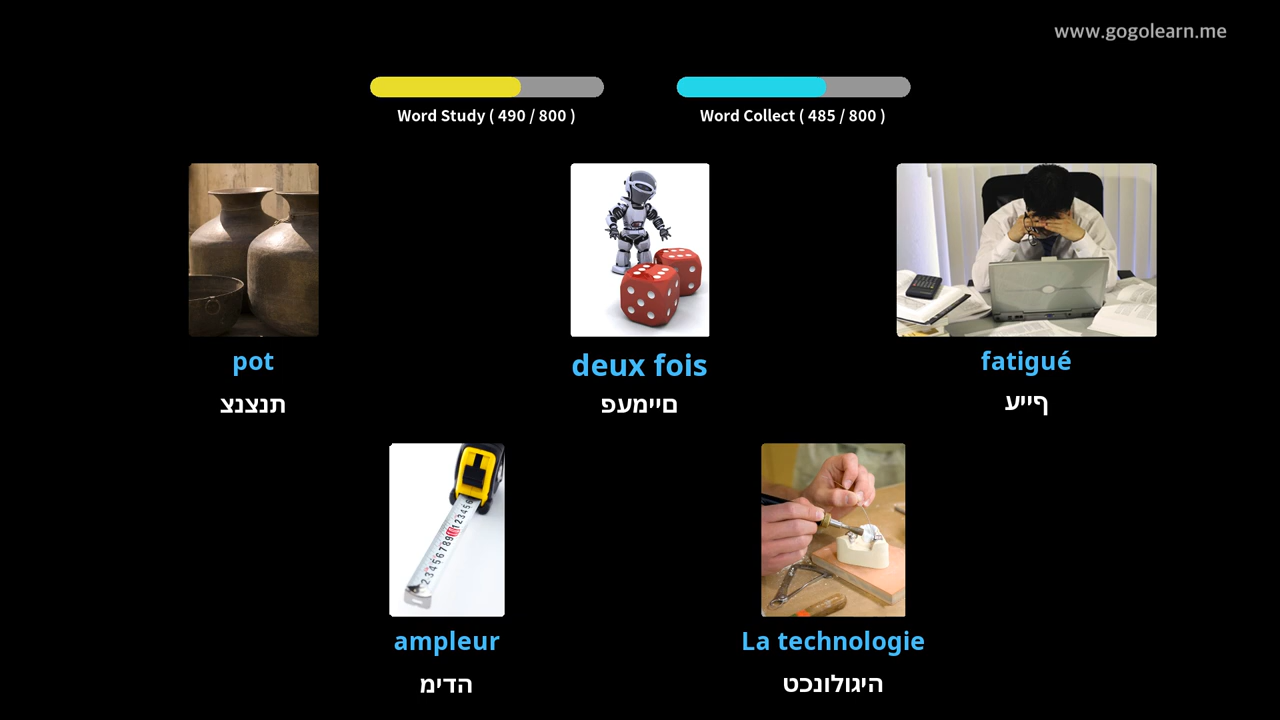 www.gogolearn.me
Word Study ( 490 / 800 )
Word Collect ( 485 / 800 )
pot
תנצנצ
deux fois
םיימעפ
fatigué
ףייע
ampleur
הדימ
La technologie
היגולונכט